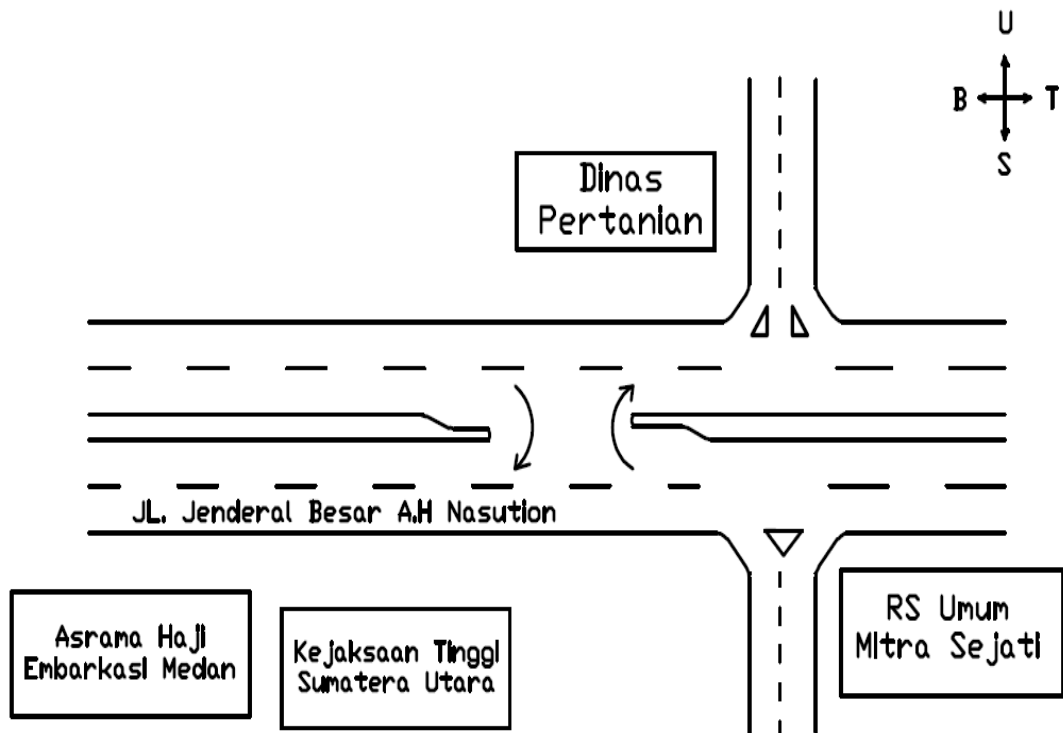 U
B T
S
Dinas
Pertanian
JL. Jenderal Besar A.H Nasution
Asrama Haji
Embarkasi Medan
Kejaksaan Tinggi
Sumatera Utara
RS Umum
Mitra Sejati